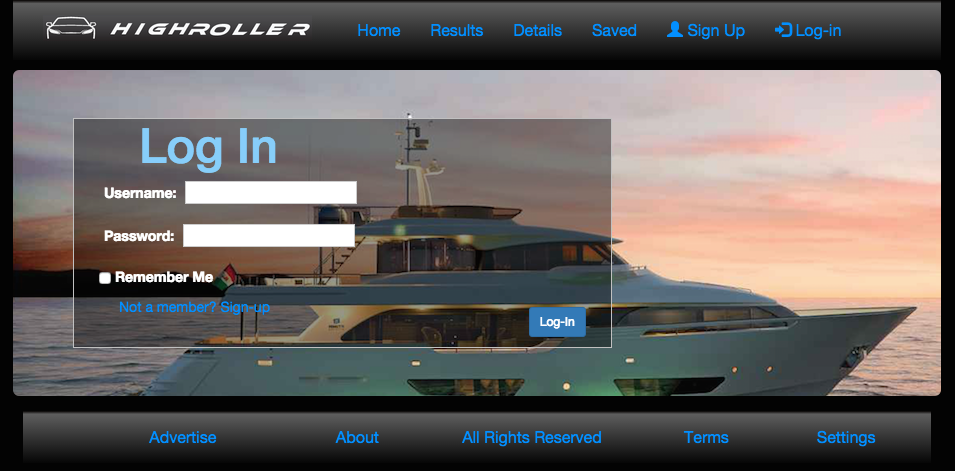 HIGHROLLER
Home Results Details Saved Sign Up Log-in
Log In
Username:
Password:
Remember Me
Not a member? Sign-up
Log-In
Advertise About All Rights Reserved Terms Settings